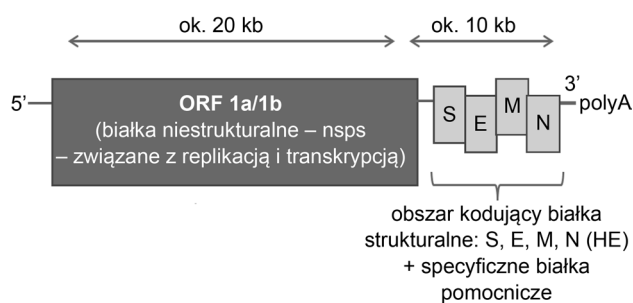 ok. 20 kb
ok. 10 kb
5’
ORF 1a/1b
(białka niestrukturalne – nsps
– związane z replikacją i transkrypcją)
S
E
M
N
3’
polyA
obszar kodujący białka
strukturalne: S, E, M, N (HE)
+ specyficzne białka
pomocnicze